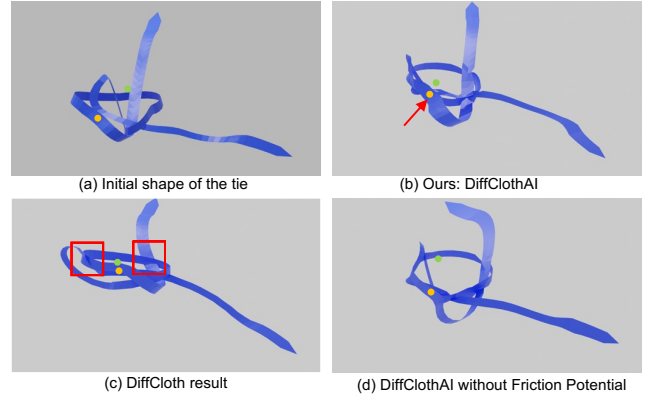 (a) Initial shape of the tie
(b) Ours: DiffClothAI
(c) DiffCloth result
(d) DiffClothAI without Friction Potential